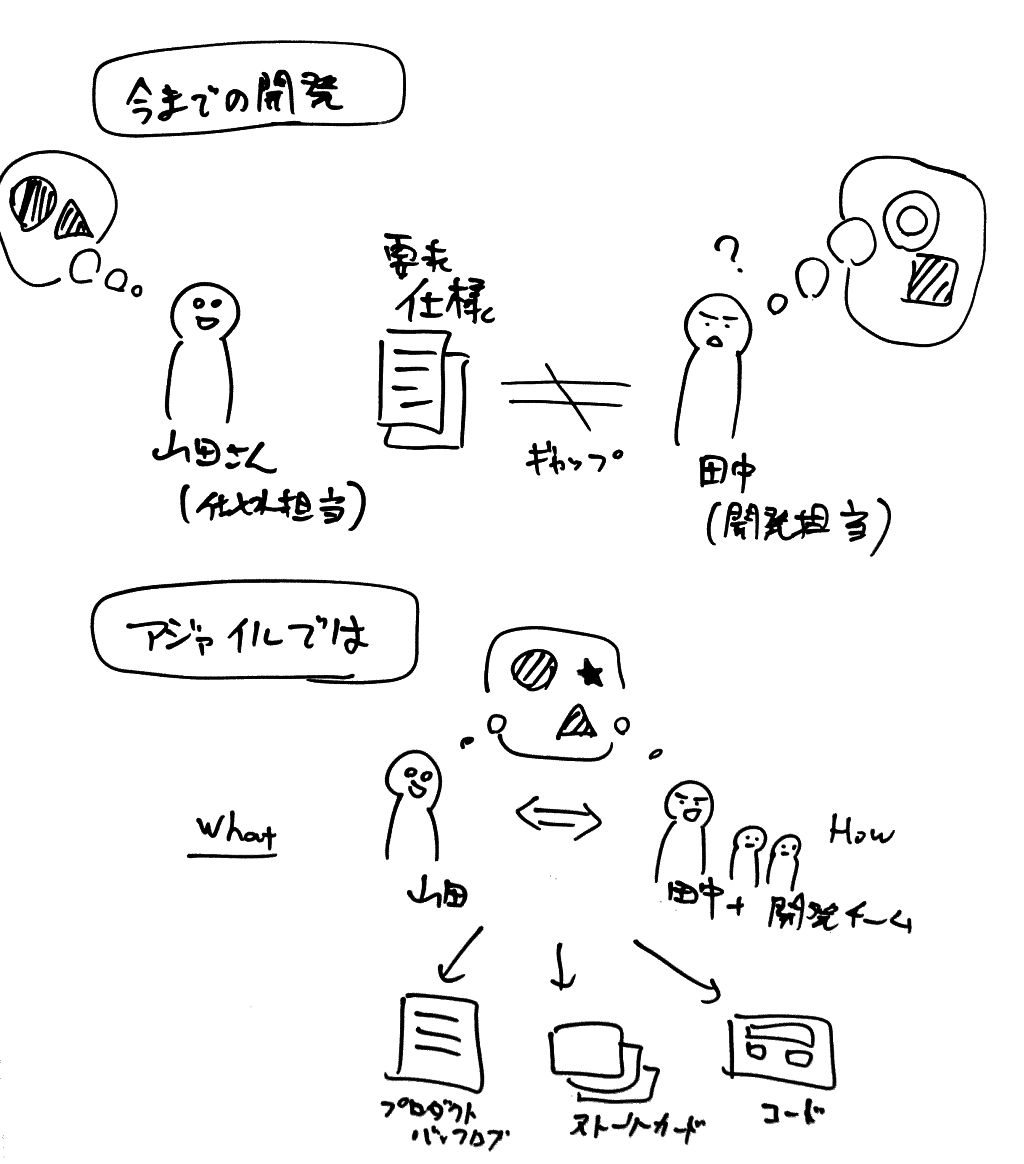 今までの開発
要求
仕様
?
ギャップ
山田さん
(仕様担当)
田中
(開発担当)
アジャイルでは
What
How
山田
田中+開発チーム
プロダクト
バックログ
ストーリーカード
コード